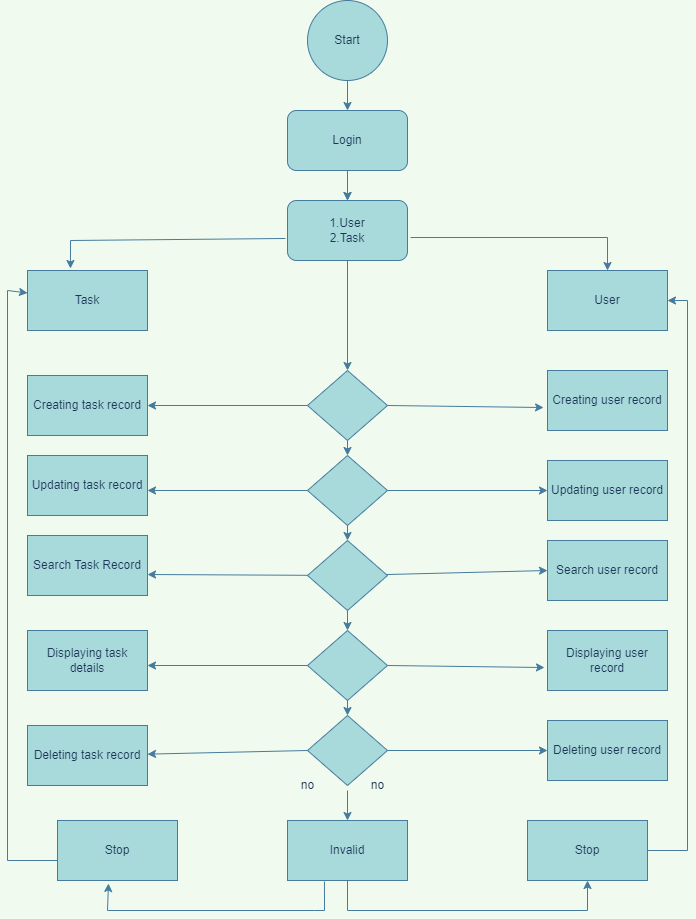 Start
Login
1.User
2.Task
Task
User
Creating task record
Creating user record
Updating task record
Updating user record
Search Task Record
Search user record
Displaying task
details
Displaying user
record
Deleting task record
Deleting user record
no
no
Stop
Invalid
Stop